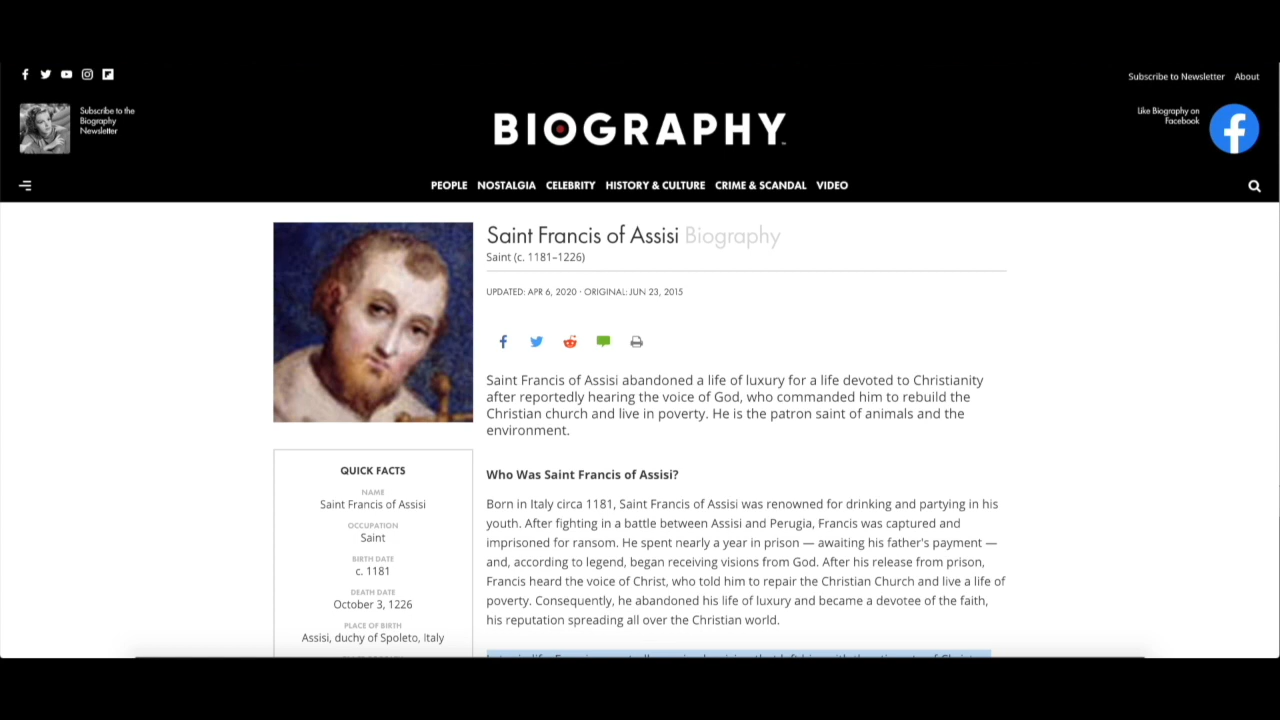 Subscribe to Newsletter About
Subscribe to the
Biography
Newsletter
BIOGRAPHY
Like Biography on
Facebook
PEOPLE NOSTALGIA CELEBRITY HISTORY & CULTURE CRIME & SCANDAL VIDEO
Saint Francis of Assisi Biography
Saint (c. 1181–1226)
UPDATED: APR 6, 2020 · ORIGINAL: JUN 23, 2015
Saint Francis of Assisi abandoned a life of luxury for a life devoted to Christianity
after reportedly hearing the voice of God, who commanded him to rebuild the
Christian church and live in poverty. He is the patron saint of animals and the
environment.
QUICK FACTS
NAME
Saint Francis of Assisi
OCCUPATION
Saint
BIRTH DATE
c. 1181
DEATH DATE
October 3, 1226
PLACE OF BIRTH
Assisi, duchy of Spoleto, Italy
Who Was Saint Francis of Assisi?
Born in Italy circa 1181, Saint Francis of Assisi was renowned for drinking and partying in his
youth. After fighting in a battle between Assisi and Perugia, Francis was captured and
imprisoned for ransom. He spent nearly a year in prison — awaiting his father's payment —
and, according to legend, began receiving visions from God. After his release from prison,
Francis heard the voice of Christ, who told him to repair the Christian Church and live a life of
poverty. Consequently, he abandoned his life of luxury and became a devotee of the faith,
his reputation spreading all over the Christian world.